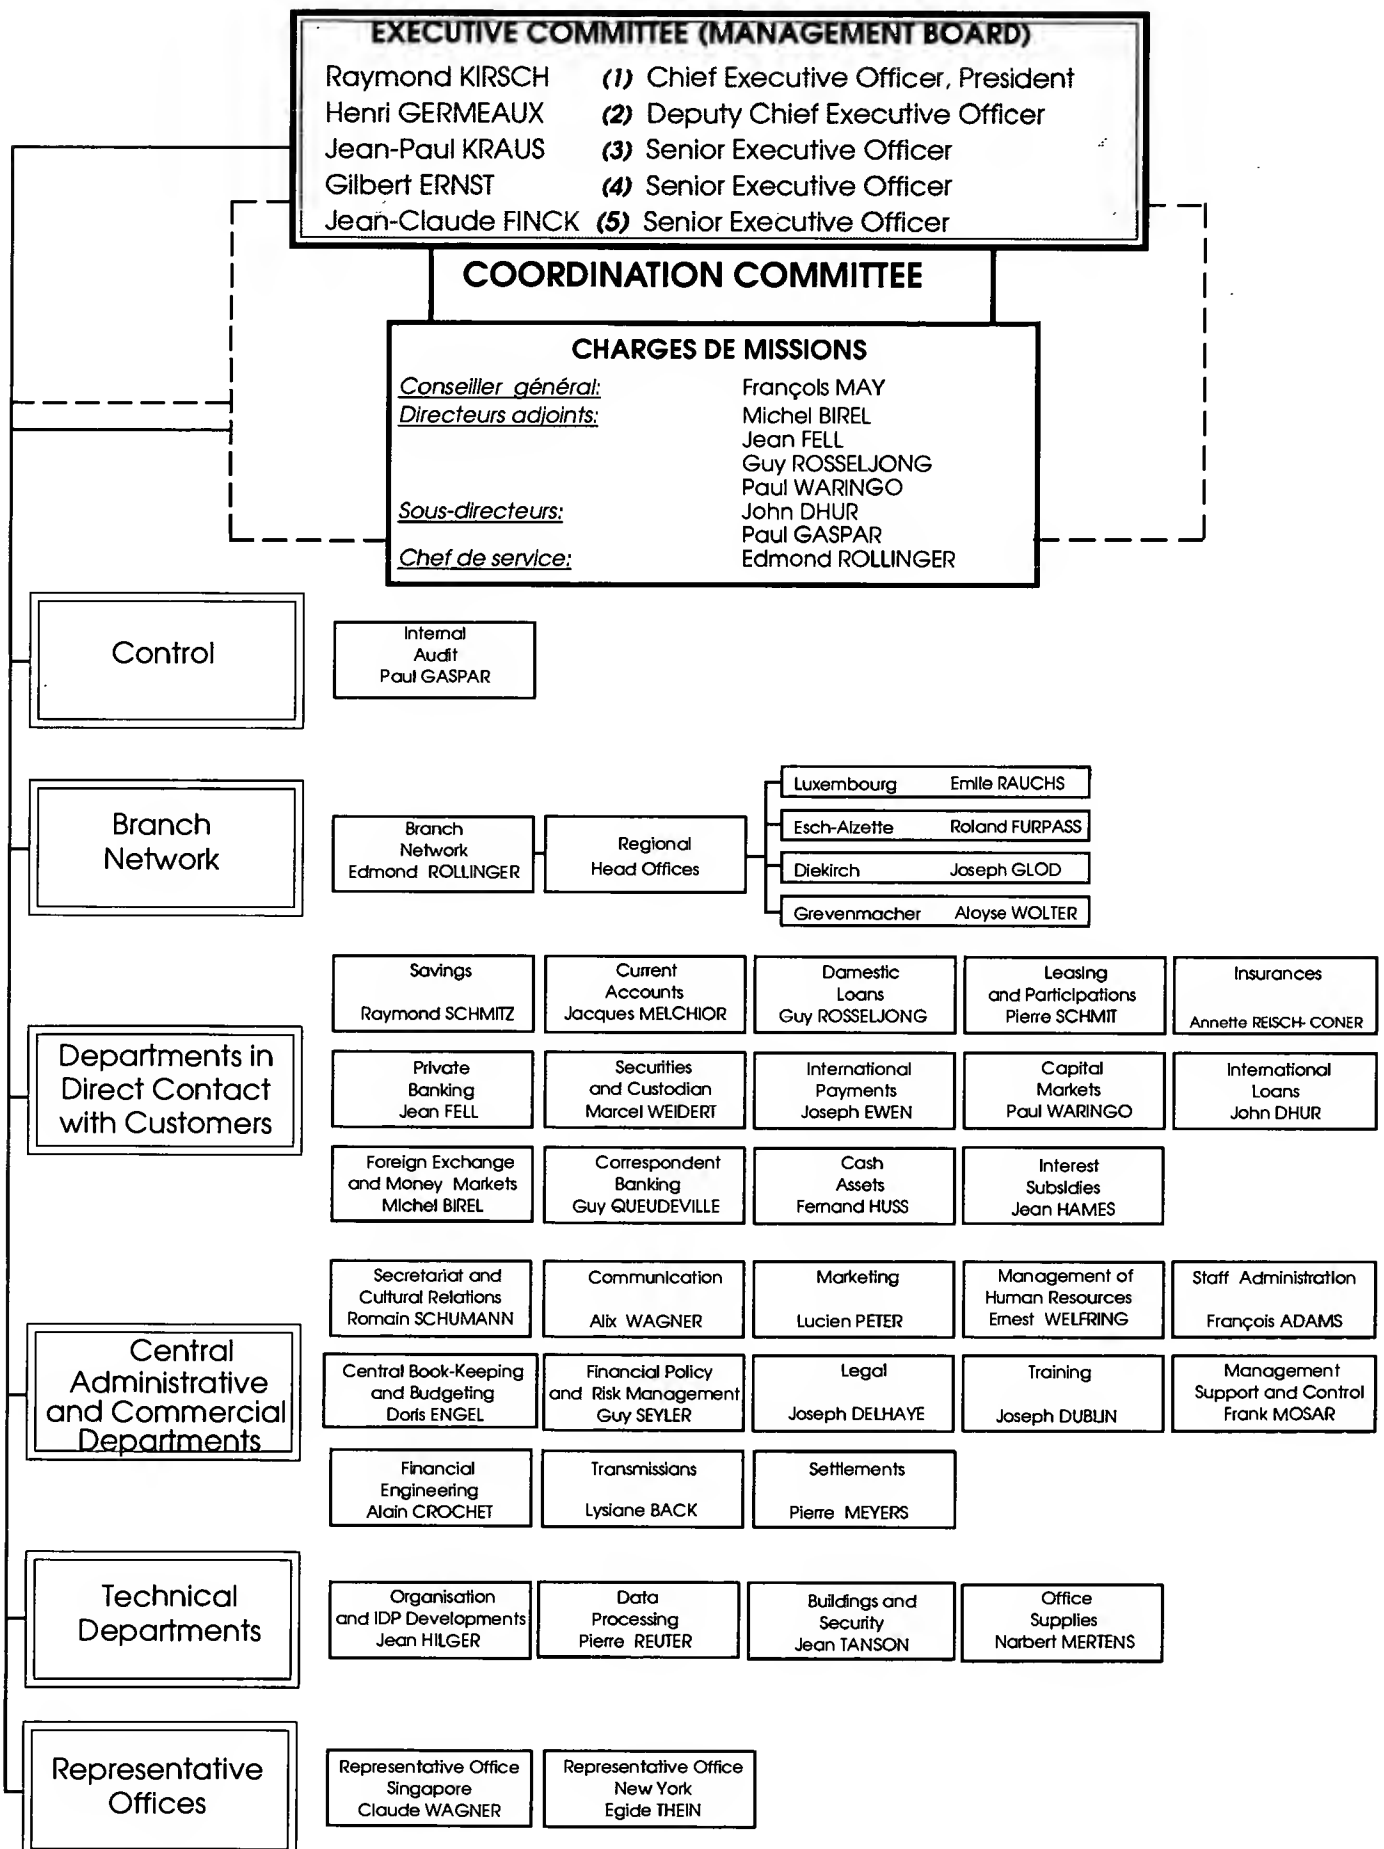 EXECUTIVE COMMITTEE (MANAGEMENT BOARD)
Raymond KIRSCH (1) Chief Executive Officer, President
Henri GERMEAUX (2) Deputy Chief Executive Officer
Jean-Paul KRAUS (3) Senior Executive Officer
Gilbert ERNST (4) Senior Executive Officer
Jean-Claude FINCK (5) Senior Executive Officer
COORDINATION COMMITTEE
CHARGES DE MISSIONS
Conseiller général: François MAY
Directeurs adjoints: Michel BIREL
Jean FELL
Guy ROSSELJONG
Paul WARINGO
Sous-directeurs: John DHUR
Paul GASPAR
Chef de service: Edmond ROLLINGER
Control
Internal
Audit
Paul GASPAR
Branch
Network
Branch
Network
Edmond ROLLINGER
Regional
Head Offices
Luxembourg Emile RAUCHS
Esch-Alzette Roland FURPASS
Diekirch Joseph GLOD
Grevenmacher Aloyse WOLTER
Departments in
Direct Contact
with Customers
Savings
Raymond SCHMITZ
Current
Accounts
Jacques MELCHIOR
Damestic
Loans
Guy ROSSELJONG
Leasing
and Participations
Pierre SCHMIT
Insurances
Annette REISCH- CONER
Private
Banking
Jean FELL
Securities
and Custodian
Marcel WEIDERT
International
Payments
Joseph EWEN
Capital
Markets
Paul WARINGO
International
Loans
John DHUR
Foreign Exchange
and Money Markets
Michel BIREL
Correspondent
Banking
Guy QUEUDEVILLE
Cash
Assets
Fernand HUSS
Interest
Subsidies
Jean HAMES
Central
Administrative
and Commercial
Departments
Secretariat and
Cultural Relations
Romain SCHUMANN
Communication
Alix WAGNER
Marketing
Lucien PETER
Management of
Human Resources
Ernest WELFRING
Staff Administration
François ADAMS
Central Book-Keeping
and Budgeting
Doris ENGEL
Financial Policy
and Risk Management
Guy SEYLER
Legal
Joseph DELHAYE
Training
Joseph DUBLIN
Management
Support and Control
Frank MOSAR
Financial
Engineering
Alain CROCHET
Transmissians
Lysiane BACK
Settlements
Pierre MEYERS
Technical
Departments
Organisation
and IDP Developments
Jean HILGER
Data
Processing
Pierre REUTER
Buildings and
Security
Jean TANSON
Office
Supplies
Narbert MERTENS
Representative
Offices
Representative Office
Singapore
Claude WAGNER
Representative Office
New York
Egide THEIN